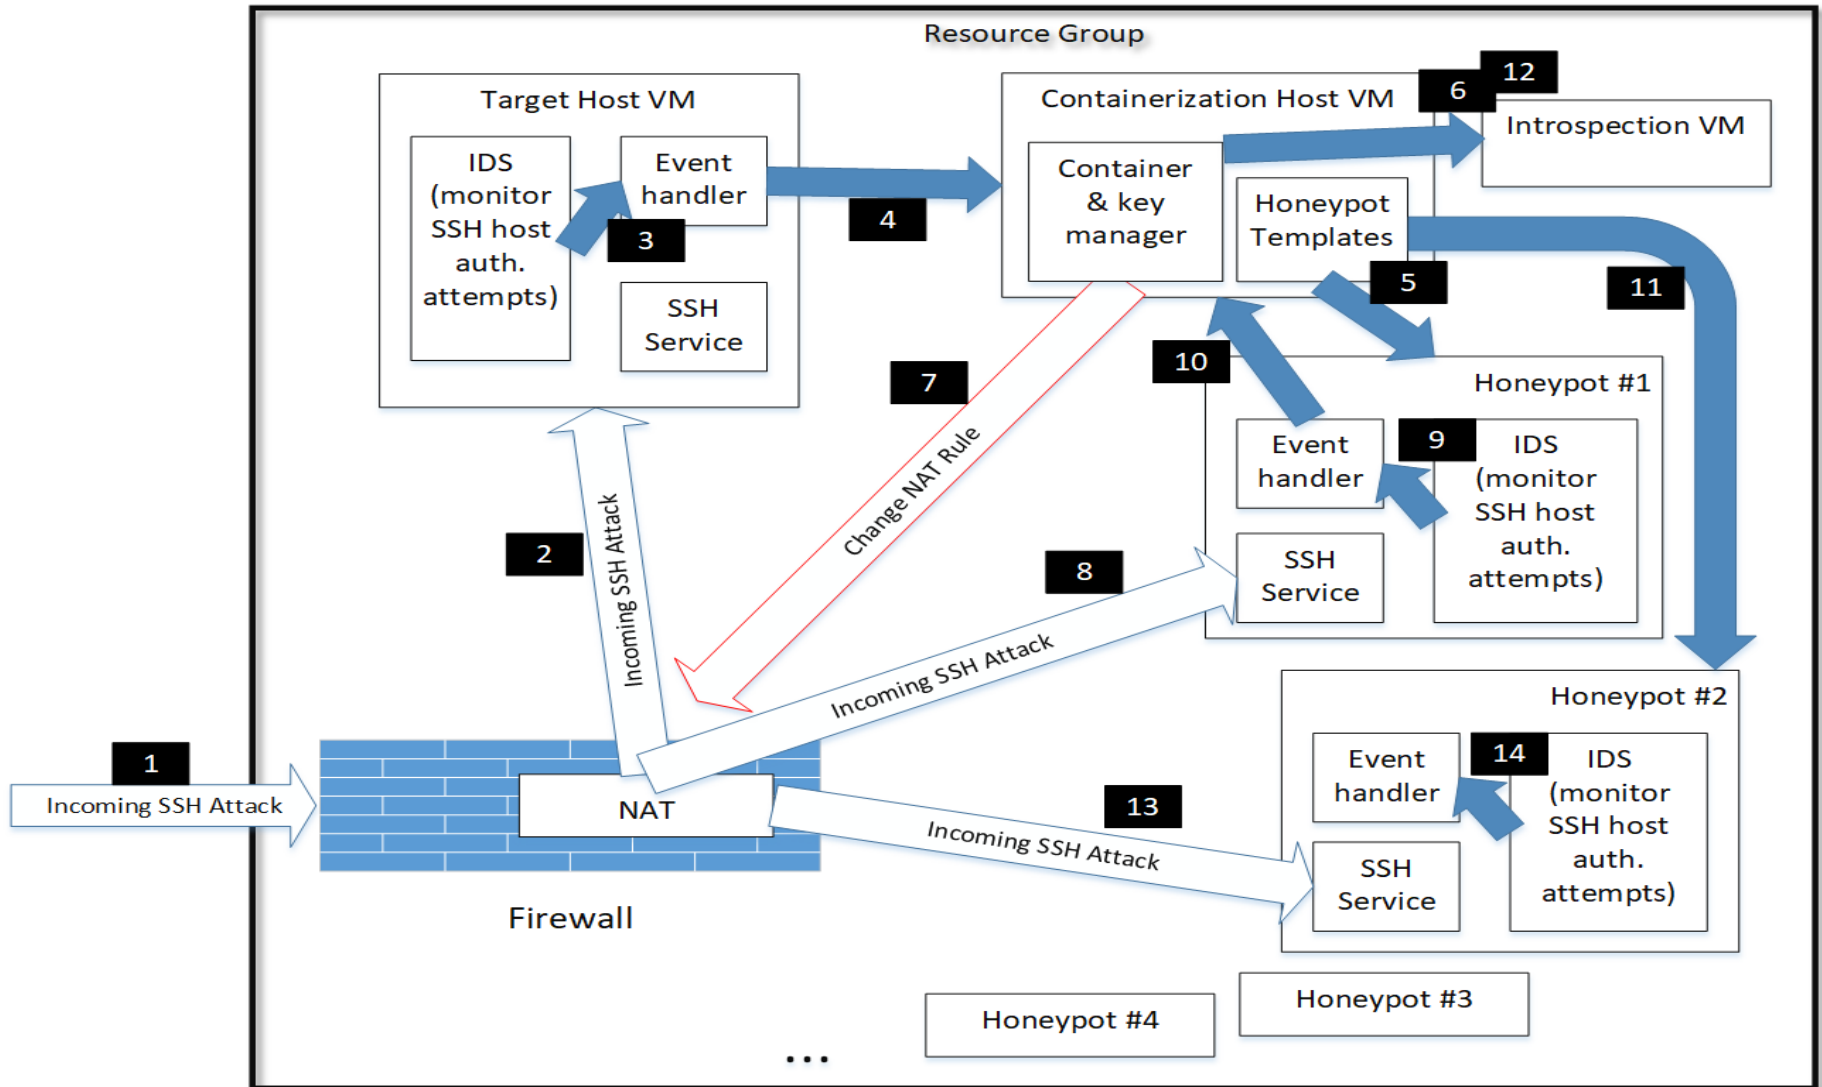 Resource Group
Target Host VM
IDS
(monitor
SSH host
auth.
attempts)
Event
handler
3
SSH
Service
4
Containerization Host VM
Container
& key
manager
Honeypot
Templates
6
12
Introspection VM
5
11
10
7
Change NAT Rule
Honeypot #1
Event
handler
9
IDS
(monitor
SSH host
auth.
attempts)
SSH
Service
2
Incoming SSH Attack
8
Incoming SSH Attack
1
Incoming SSH Attack
NAT
Firewall
13
Incoming SSH Attack
Honeypot #2
Event
handler
14
IDS
(monitor
SSH host
auth.
attempts)
SSH
Service
Honeypot #3
Honeypot #4
...